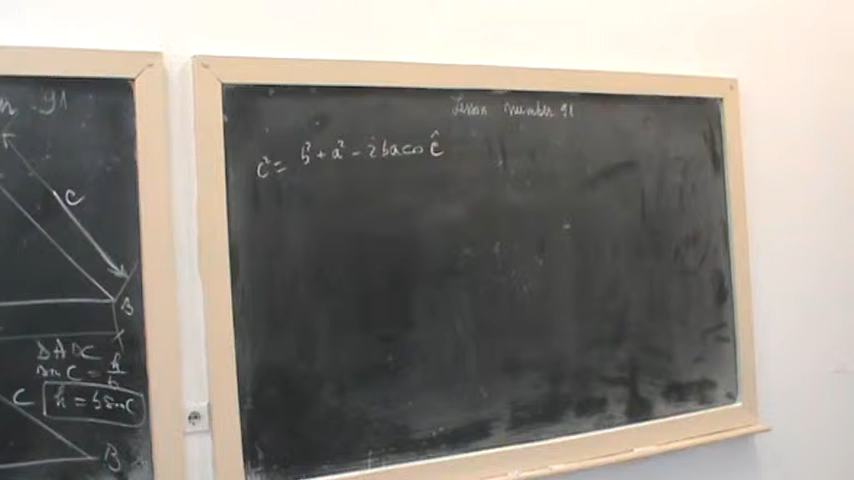 n 91
C
B
ΔADC
sin C = h/b
h = b sin C
C
B
Lesson number 91
c² = b² + a² - 2ba cos Ĉ